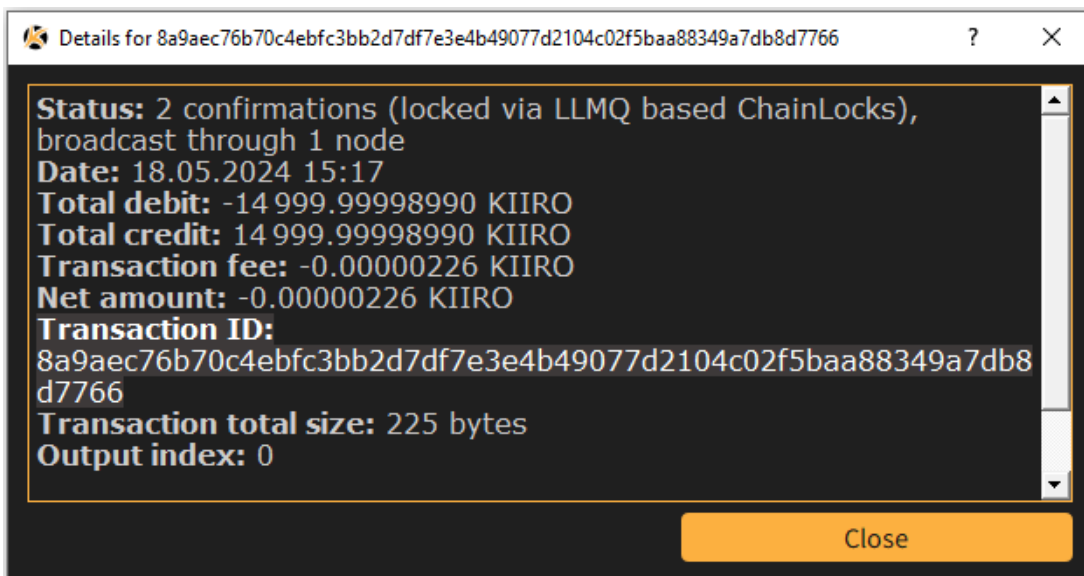 Details for 8a9aec76b70c4ebfc3bb2d7df7e3e4b49077d2104c02f5baa88349a7db8d7766 ?
Status: 2 confirmations (locked via LLMQ based ChainLocks),
broadcast through 1 node
Date: 18.05.2024 15:17
Total debit: -14 999.99998990 KIIRO
Total credit: 14 999.99998990 KIIRO
Transaction fee: -0.00000226 KIIRO
Net amount: -0.00000226 KIIRO
Transaction ID:
8a9aec76b70c4ebfc3bb2d7df7e3e4b49077d2104c02f5baa88349a7db8
d7766
Transaction total size: 225 bytes
Output index: 0
Close